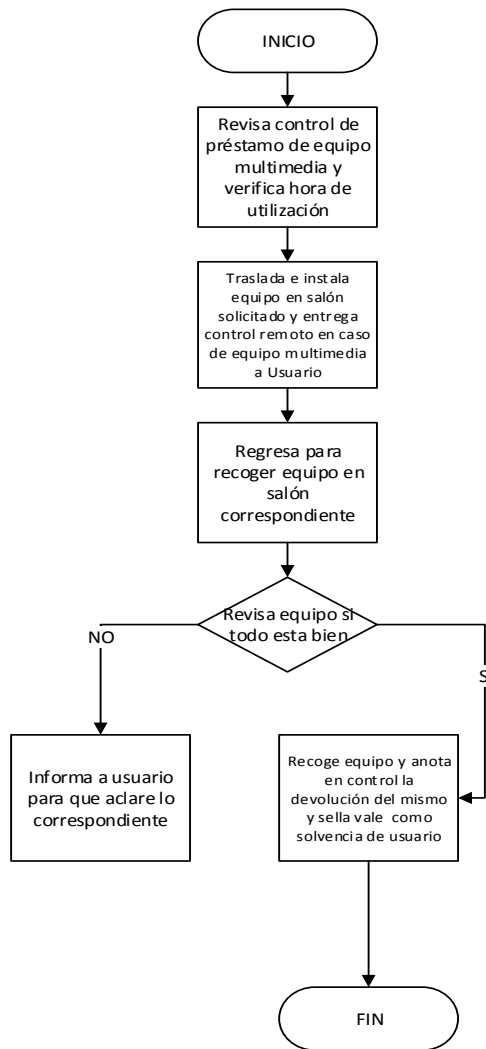 INICIO
Revisa control de
préstamo de equipo
multimedia y
verifica hora de
utilización
Traslada e instala
equipo en salón
solicitado y entrega
control remoto en caso
de equipo multimedia
a Usuario
Regresa para
recoger equipo en
salón
correspondiente
Revisa equipo si
todo esta bien
NO
S
Informa a usuario
para que aclare lo
correspondiente
Recoge equipo y anota
en control la
devolución del mismo
y sella vale como
solvencia de usuario
FIN